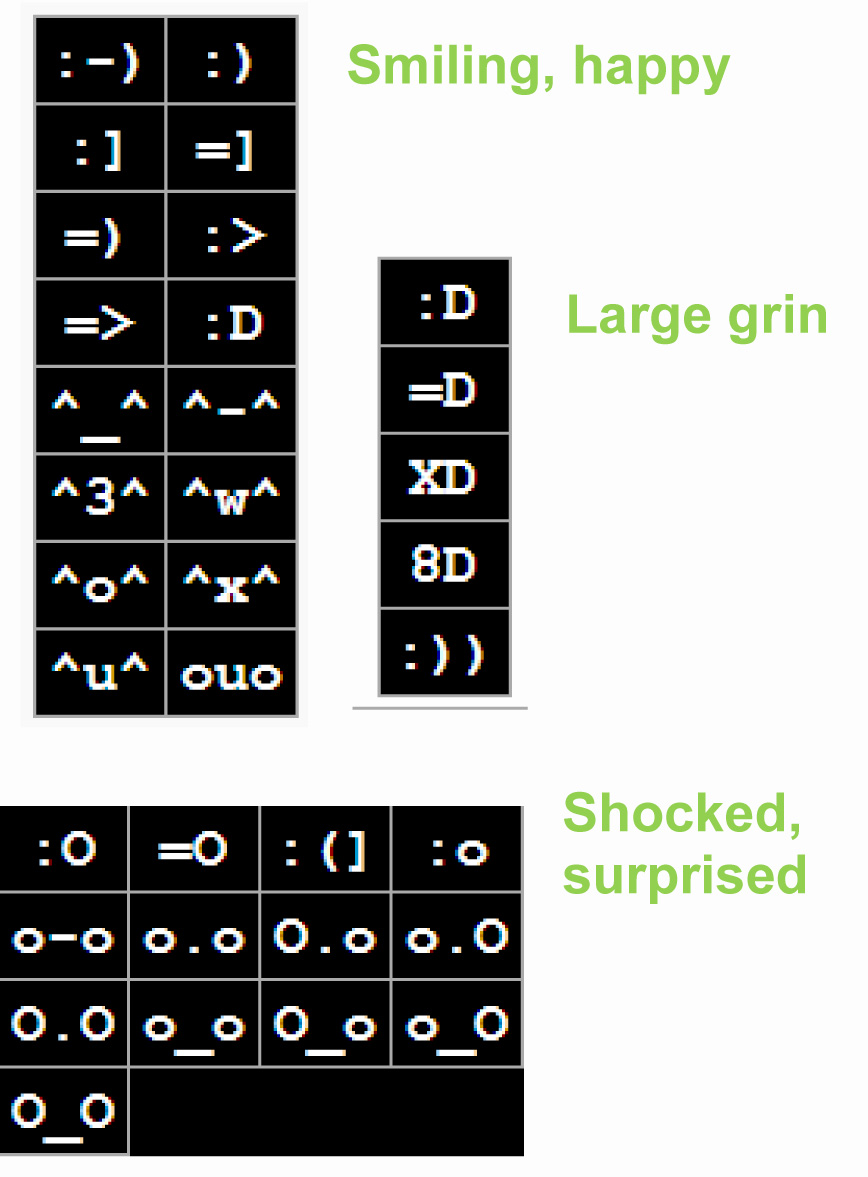 :-) :)
Smiling, happy
:] =]
=) :>
=> :D
^_^ ^-^
^3^ ^w^
^o^ ^x^
^u^ ouo
:D
Large grin
=D
XD
8D
:))
:O =O :(] :o
Shocked,
surprised
o-o o.o O.o o.O
O.O o_o O_o o_O
O_O